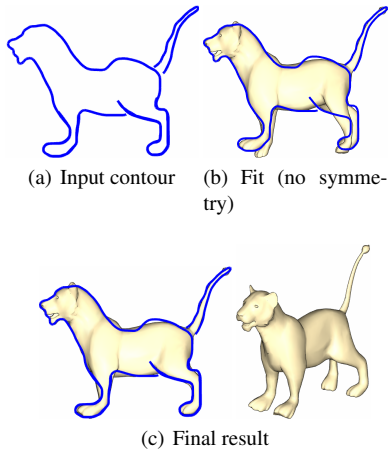 (a) Input contour
(b) Fit (no symme-
try)
(c) Final result